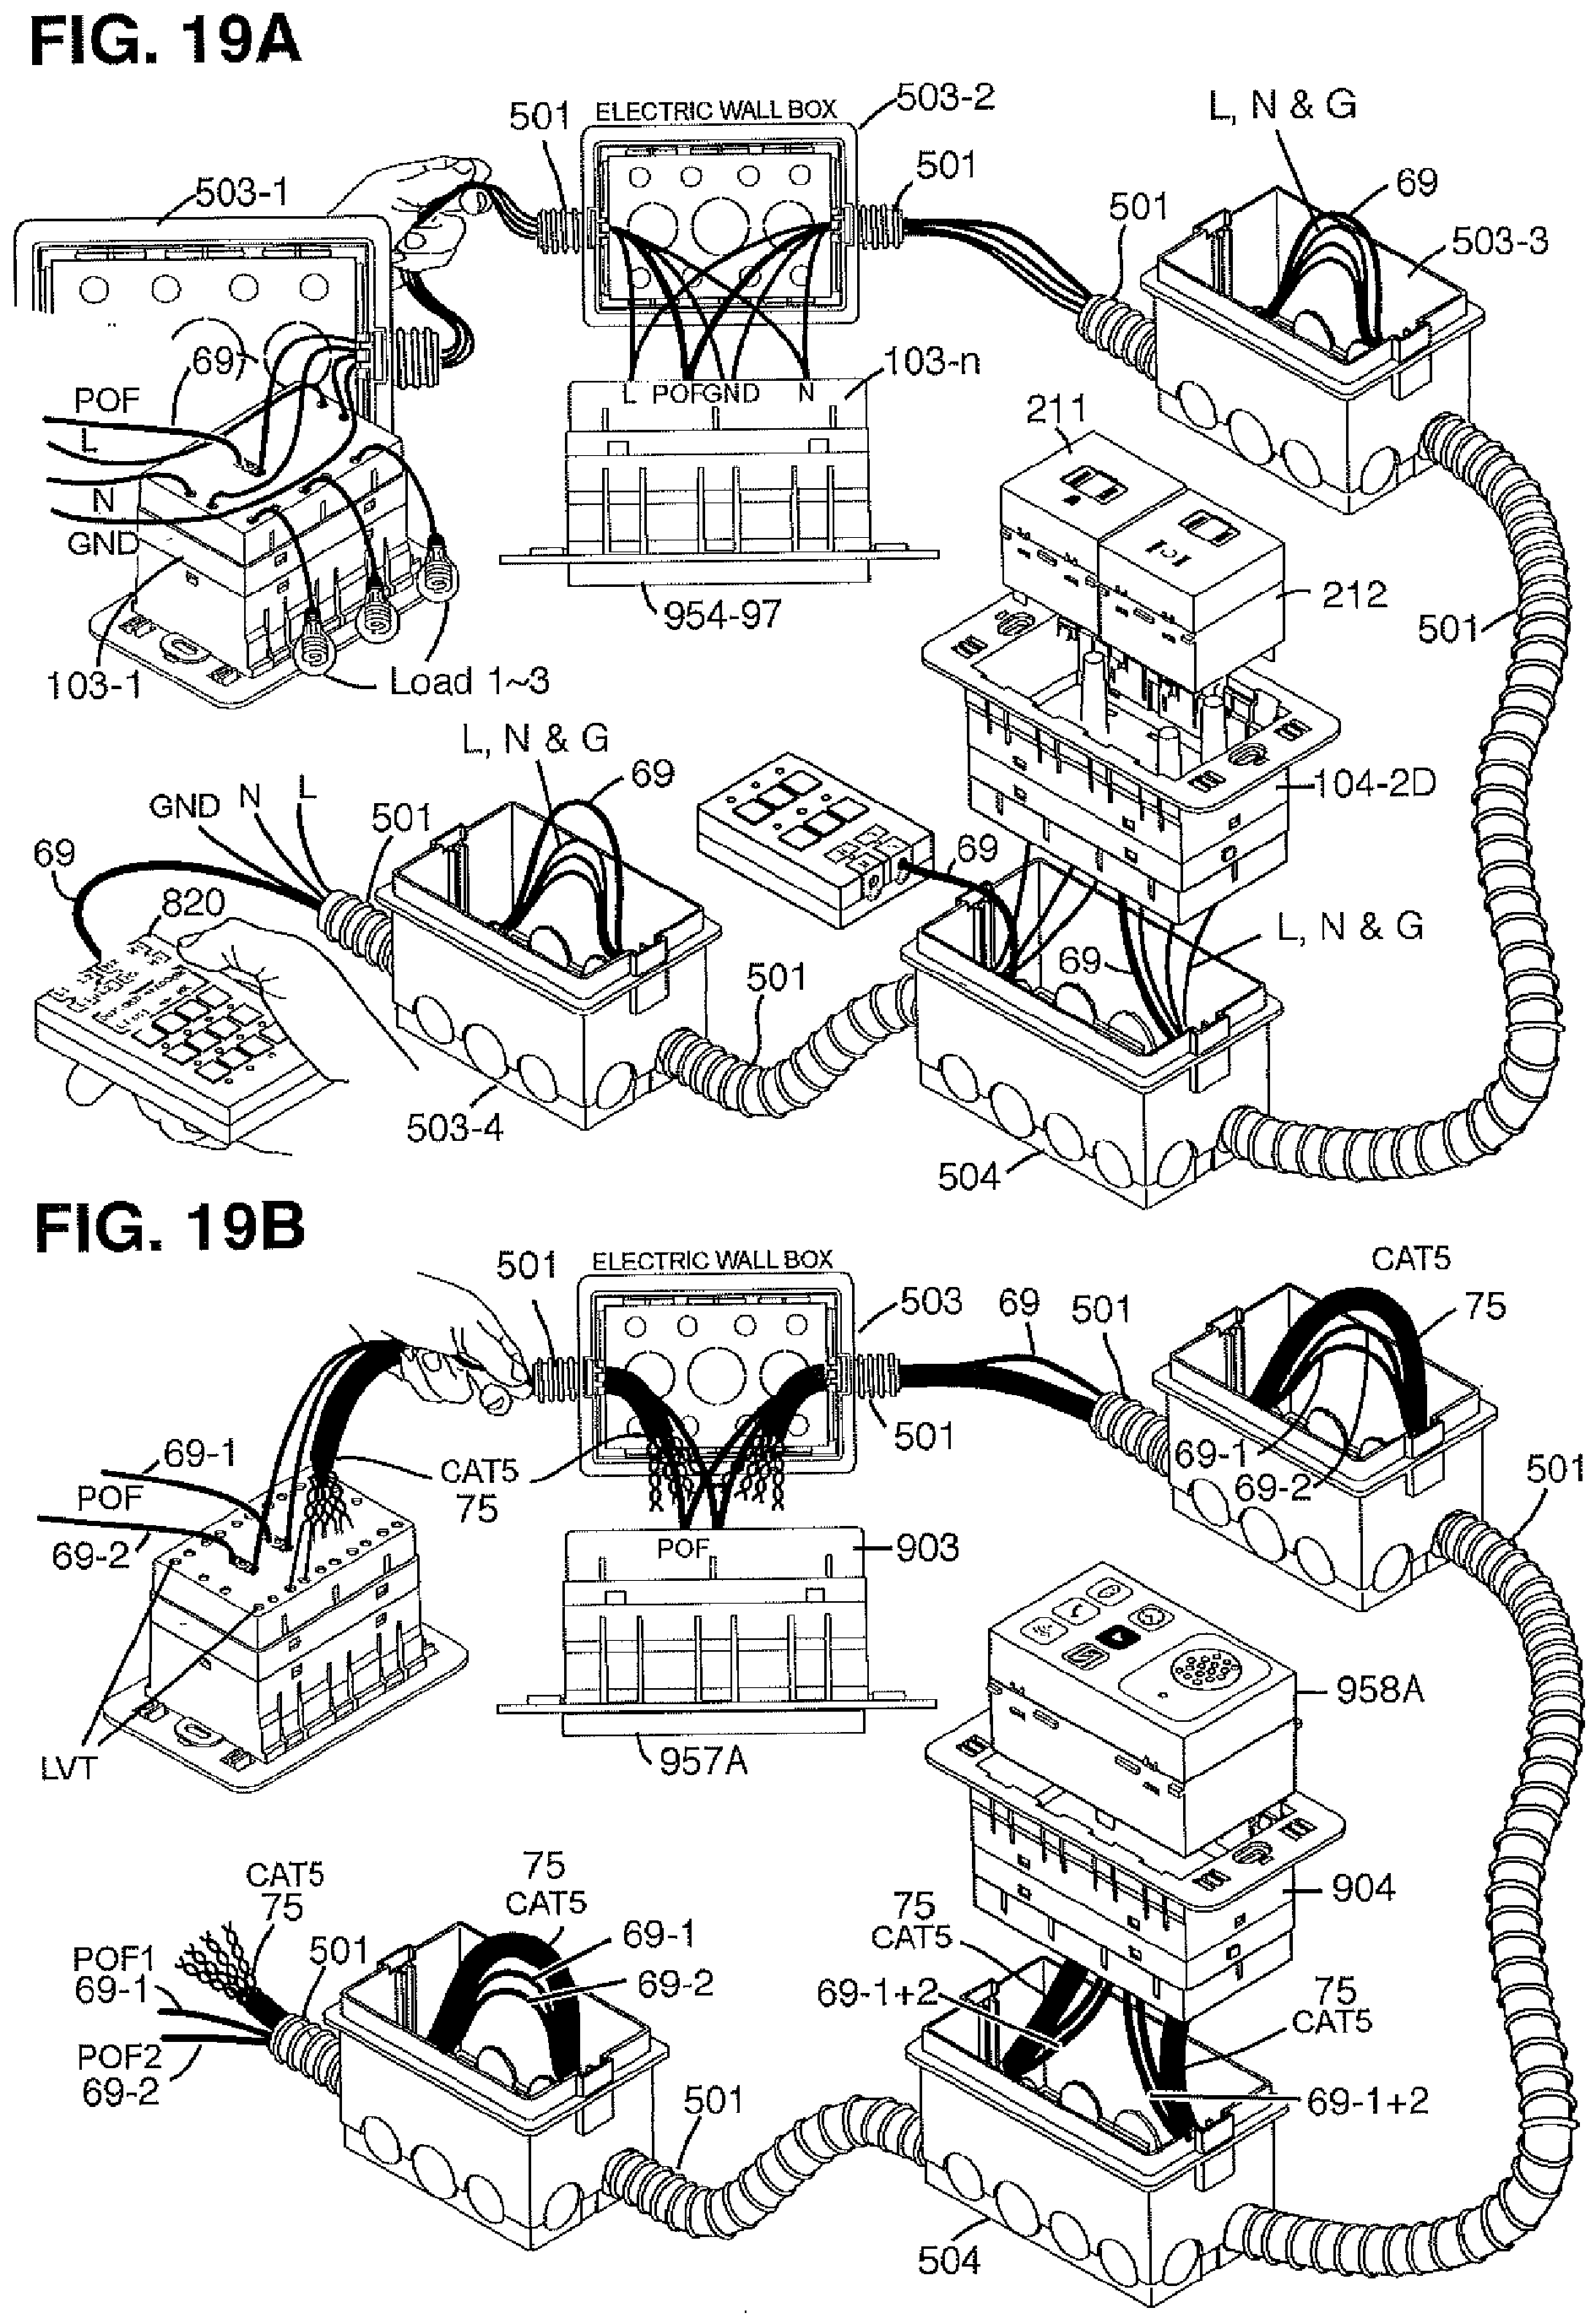 FIG. 19A
503-2
L, N & G
501 ELECTRIC WALL BOX
501
69
503-1
501
503-3
69
103-n
POF
L POF GND N
211
L
N
GND
212
954-97
501
103-1
Load 1~3
L, N & G
69
104-2D
GND N L
501
69
69
820
L, N & G
69
501
503-4
504
FIG. 19B
501 ELECTRIC WALL BOX
CAT5
503
69
501
75
69-1
501
69-1
CAT5
75
69-2
501
POF
69-2
POF
903
958A
957A
LVT
CAT5
75
75
CAT5
904
75
CAT5
69-1
POF1
69-1
501
69-2
69-1+2
75
CAT5
POF2
69-2
69-1+2
501
504